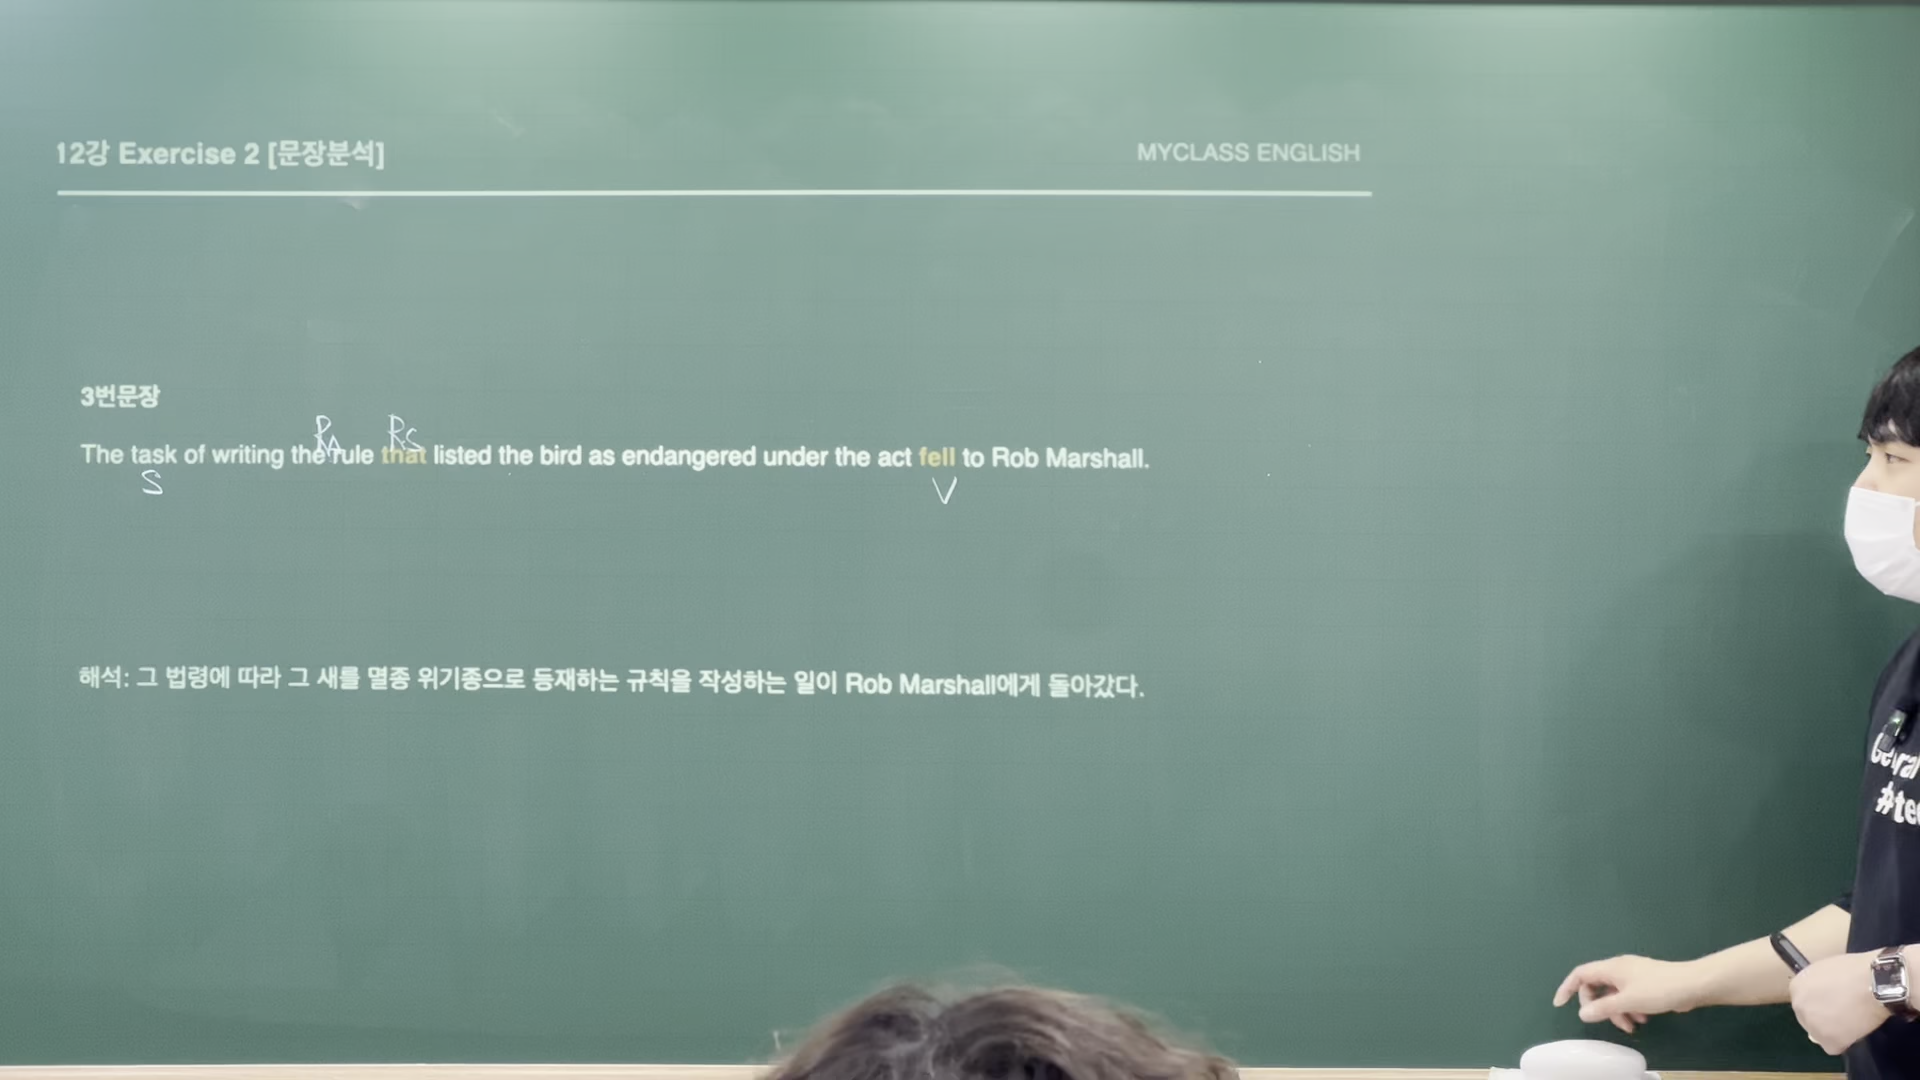 12강 Exercise 2 [문장분석]
MYCLASS ENGLISH
3번문장
RA RS
The task of writing the rule that listed the bird as endangered under the act fell to Rob Marshall.
S V
해석: 그 법령에 따라 그 새를 멸종 위기종으로 등재하는 규칙을 작성하는 일이 Rob Marshall에게 돌아갔다.